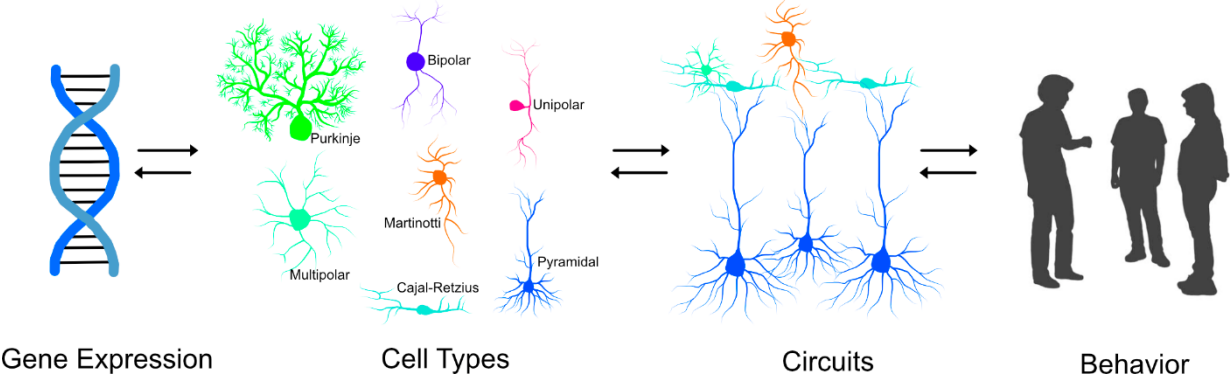 Bipolar
Unipolar
Purkinje
Martinotti
Multipolar
Pyramidal
Cajal-Retzius
Gene Expression
Cell Types
Circuits
Behavior